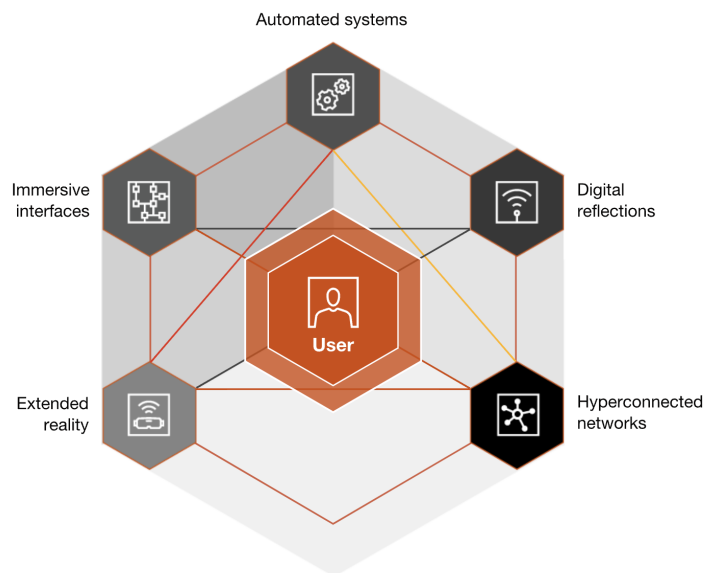 Automated systems
Immersive
interfaces
Digital
reflections
User
Extended
reality
Hyperconnected
networks